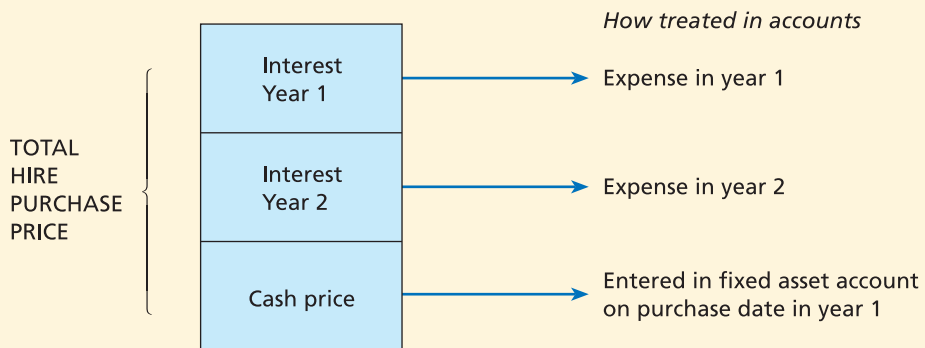 How treated in accounts
Interest
Year 1
Expense in year 1
TOTAL
HIRE
PURCHASE
PRICE
Interest
Year 2
Expense in year 2
Cash price
Entered in fixed asset account
on purchase date in year 1